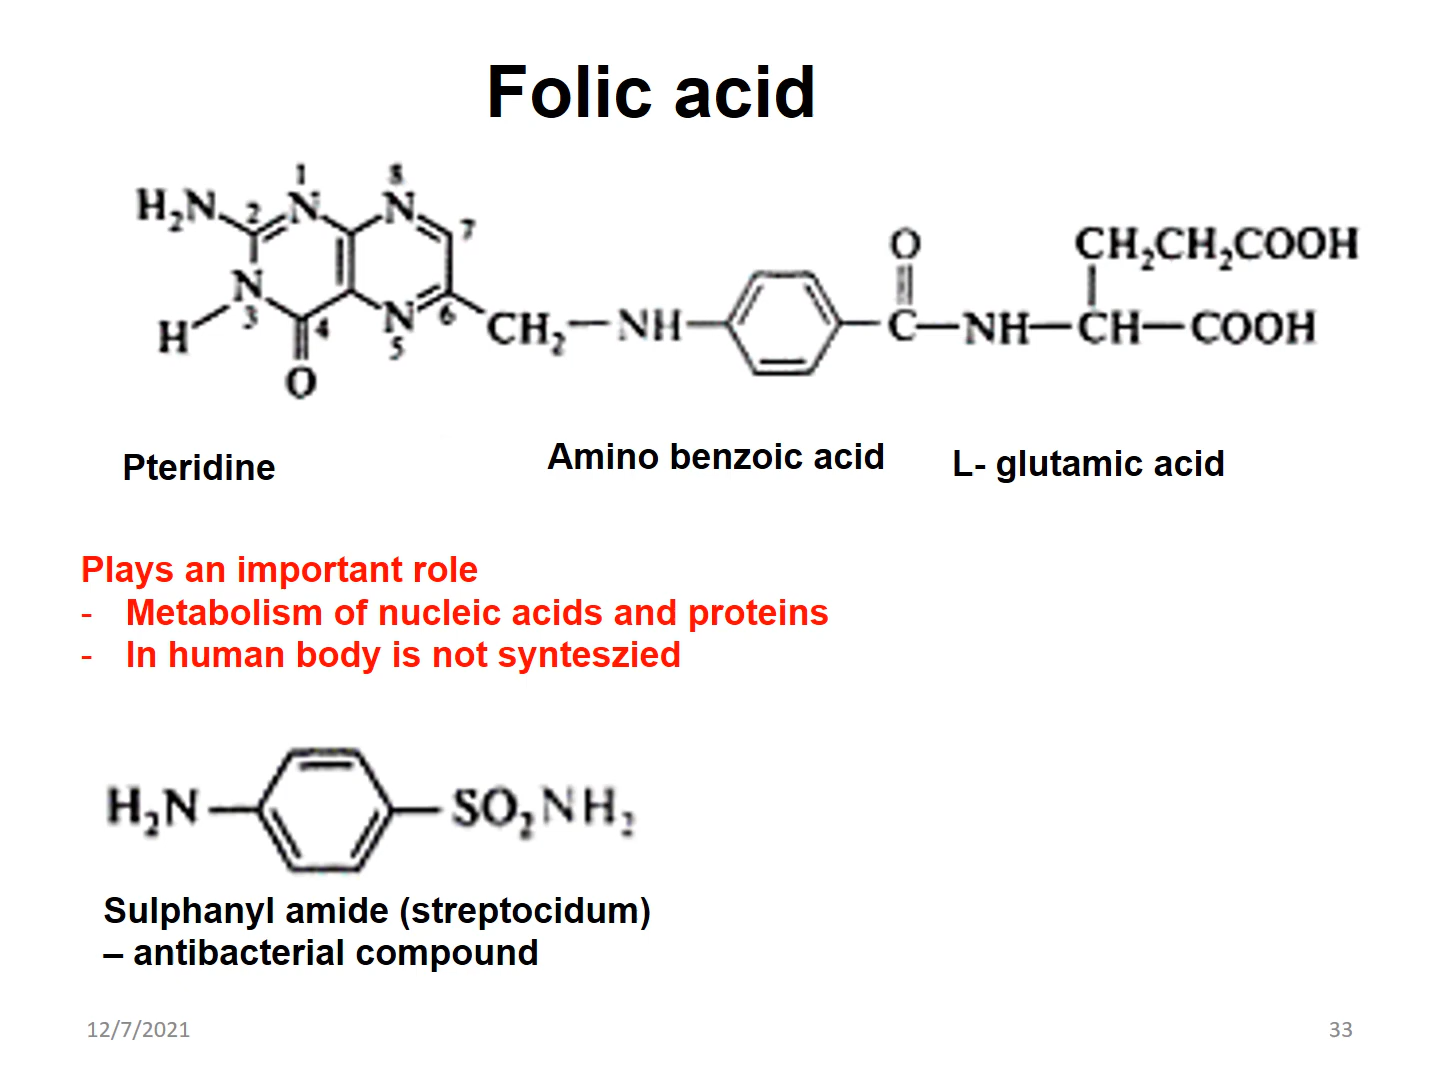 Folic acid
1 8
H₂N 2 N N 7
N 3 4 N 5 6
H
O
CH₂—NH C—NH—CH—COOH
O CH₂CH₂COOH
Pteridine Amino benzoic acid L- glutamic acid
Plays an important role
- Metabolism of nucleic acids and proteins
- In human body is not synteszied
H₂N SO₂NH₂
Sulphanyl amide (streptocidum)
– antibacterial compound
12/7/2021 33